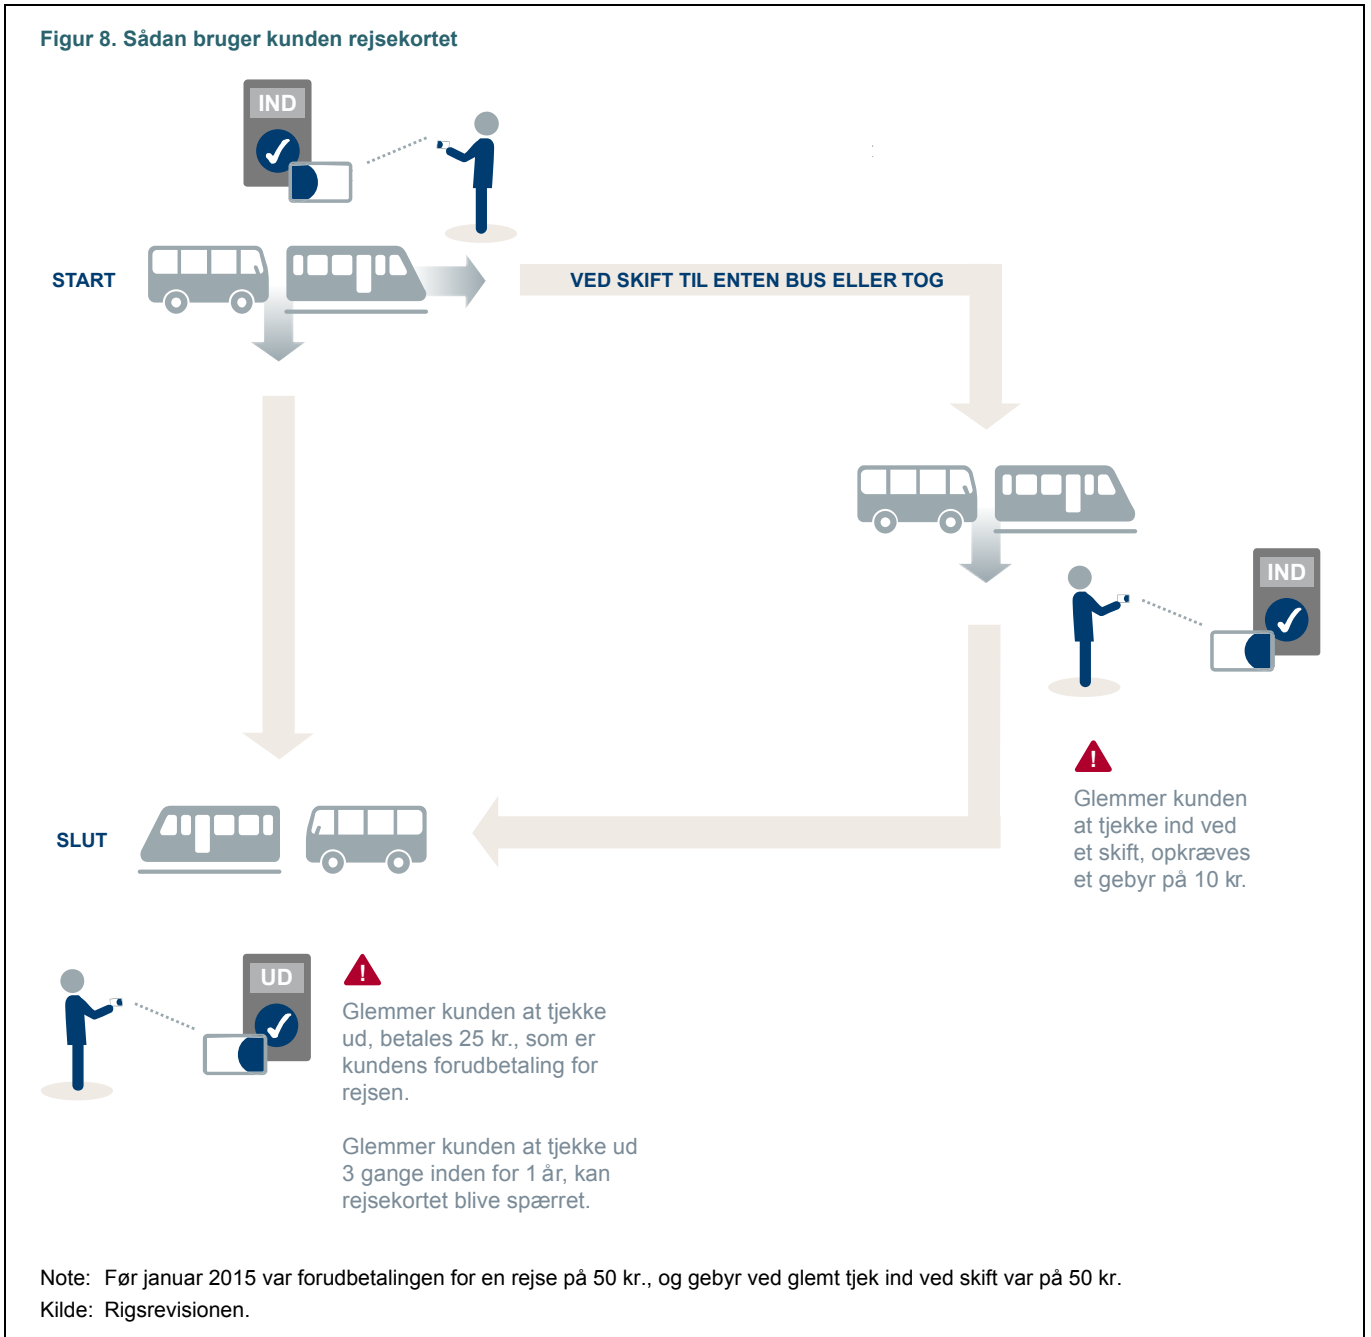 Figur 8. Sådan bruger kunden rejsekortet
IND
START
VED SKIFT TIL ENTEN BUS ELLER TOG
IND
Glemmer kunden
at tjekke ind ved
et skift, opkræves
et gebyr på 10 kr.
SLUT
UD
Glemmer kunden at tjekke
ud, betales 25 kr., som er
kundens forudbetaling for
rejsen.
Glemmer kunden at tjekke ud
3 gange inden for 1 år, kan
rejsekortet blive spærret.
Note: Før januar 2015 var forudbetalingen for en rejse på 50 kr., og gebyr ved glemt tjek ind ved skift var på 50 kr.
Kilde: Rigsrevisionen.